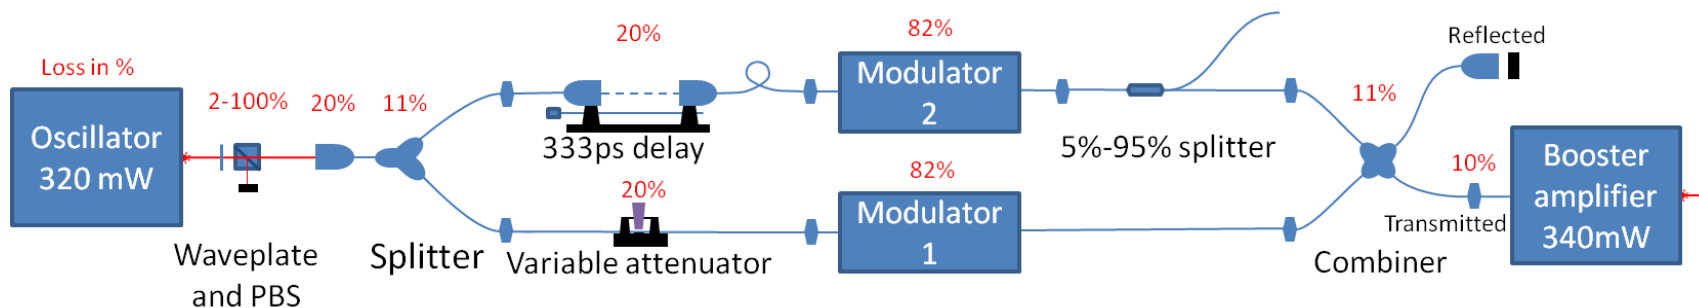 Loss in %
Oscillator
320 mW
2-100%
20%
11%
Waveplate
and PBS
Splitter
20%
333ps delay
20%
Variable attenuator
82%
Modulator
2
82%
Modulator
1
5%-95% splitter
11%
Combiner
Reflected
10%
Transmitted
Booster
amplifier
340mW